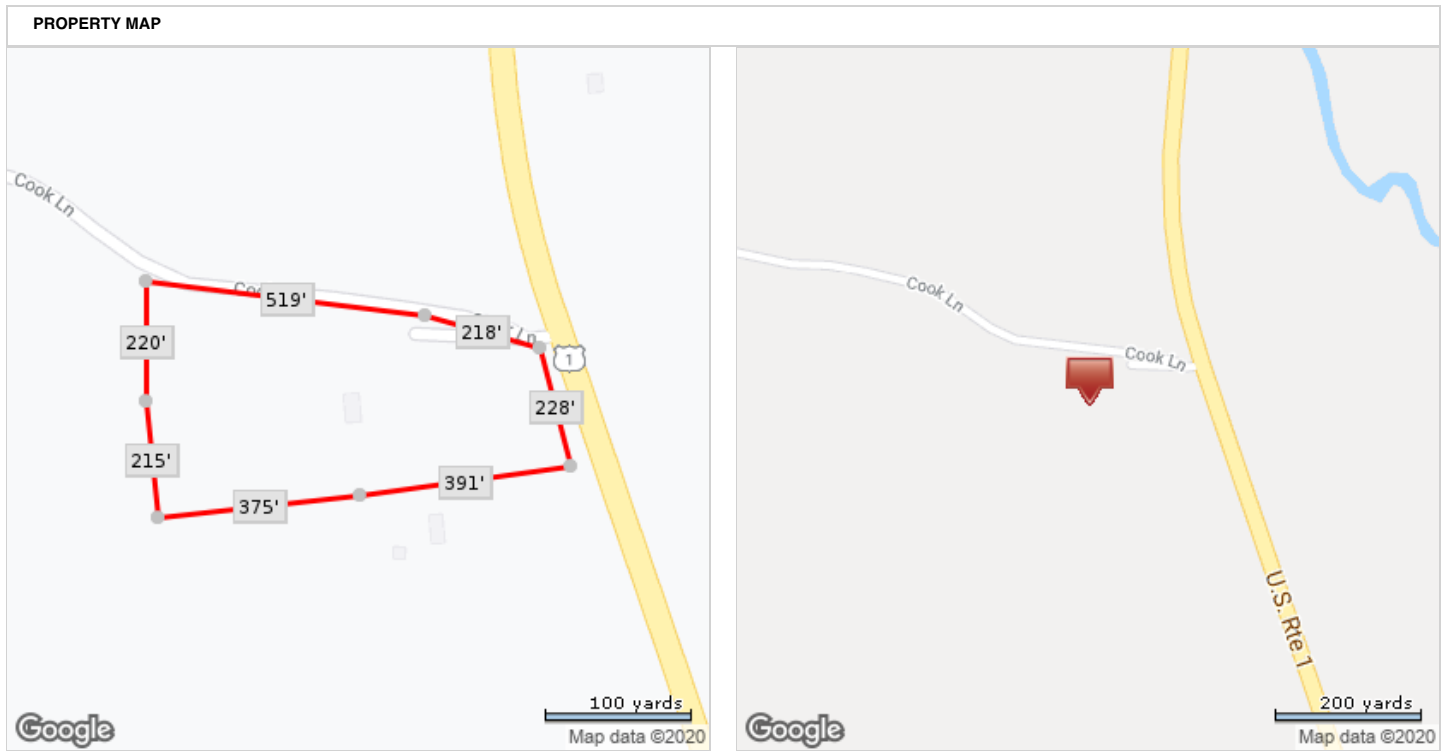 PROPERTY MAP
Cook Ln
519'
218'
Ln
220'
1
228'
215'
391'
375'
100 yards
Google
Map data ©2020
Cook Ln
Cook Ln
U.S. Rte 1
200 yards
Google
Map data ©2020